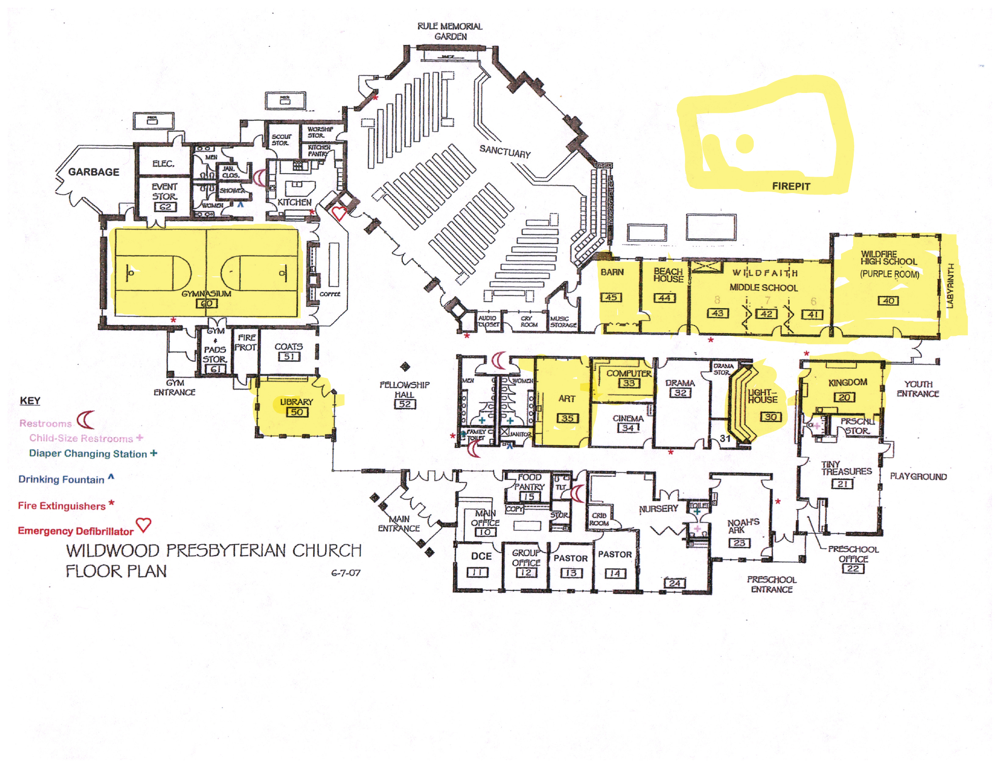 RULE MEMORIAL
GARDEN
SANCTUARY
SCOUT
STOR.
WORSHIP
STOR.
KITCHEN
PANTRY
ELEC.
MEN
JAN.
CLOS.
GARBAGE
EVENT
STOR.
62
SHOWER
WOMEN
KITCHEN
FIREPIT
GYMNASIUM
60
COFFEE
BARN
45
BEACH
HOUSE
44
WILDFAITH
MIDDLE SCHOOL
8
7
6
43
42
41
WILDFIRE
HIGH SCHOOL
(PURPLE ROOM)
40
LABYRINTH
AUDIO
CLOSET
CRY
ROOM
MUSIC
STORAGE
GYM
+
PADS
STOR.
61
FIRE
PROT.
COATS
51
GYM
ENTRANCE
LIBRARY
50
FELLOWSHIP
HALL
52
MEN
WOMEN
FAMILY
TOILET
JANITOR
ART
35
COMPUTER
33
CINEMA
34
DRAMA
32
DRAMA
STOR.
31
LIGHT-
HOUSE
30
KINGDOM
20
PRSCHL
STOR.
YOUTH
ENTRANCE
TINY
TREASURES
21
PLAYGROUND
KEY
Restrooms
Child-Size Restrooms +
Diaper Changing Station +
Drinking Fountain ^
Fire Extinguishers *
Emergency Defibrillator
MAIN
ENTRANCE
FOOD
PANTRY
15
TLT.
COPY
STOR.
MAIN
OFFICE
10
CRIB
ROOM
NURSERY
TOILET
NOAH'S
ARK
23
DCE
11
GROUP
OFFICE
12
PASTOR
13
PASTOR
14
24
PRESCHOOL
OFFICE
22
PRESCHOOL
ENTRANCE
WILDWOOD PRESBYTERIAN CHURCH
FLOOR PLAN
6-7-07